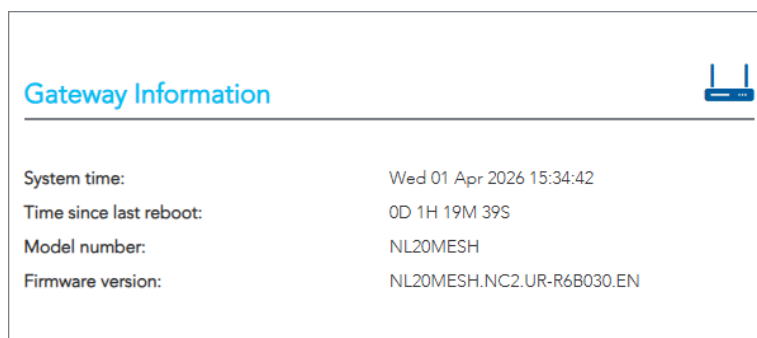 Gateway Information
System time: Wed 01 Apr 2026 15:34:42
Time since last reboot: 0D 1H 19M 39S
Model number: NL20MESH
Firmware version: NL20MESH.NC2.UR-R6B030.EN